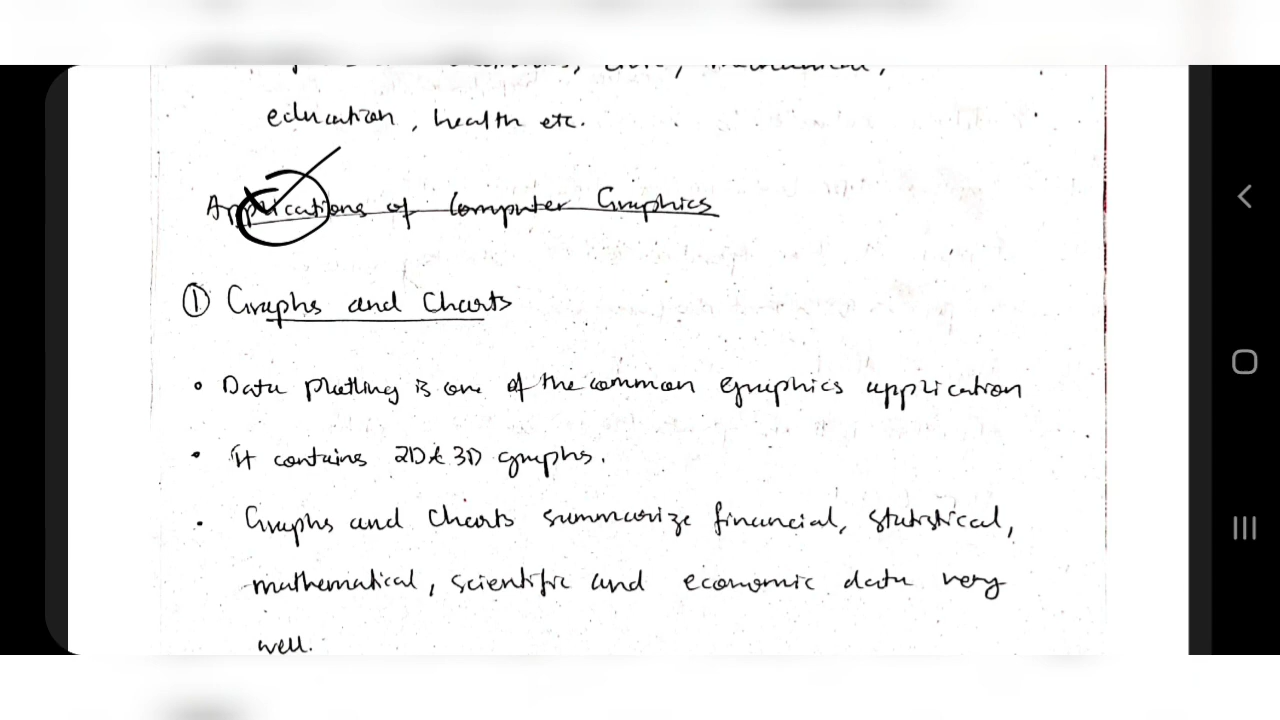 education, health etc.
Applications of Computer Graphics
① Graphs and Charts
• Data plotting is one of the common graphics application
• It contains 2D & 3D graphs.
• Graphs and Charts summarize financial, statistical,
mathematical, scientific and economic data very
well.